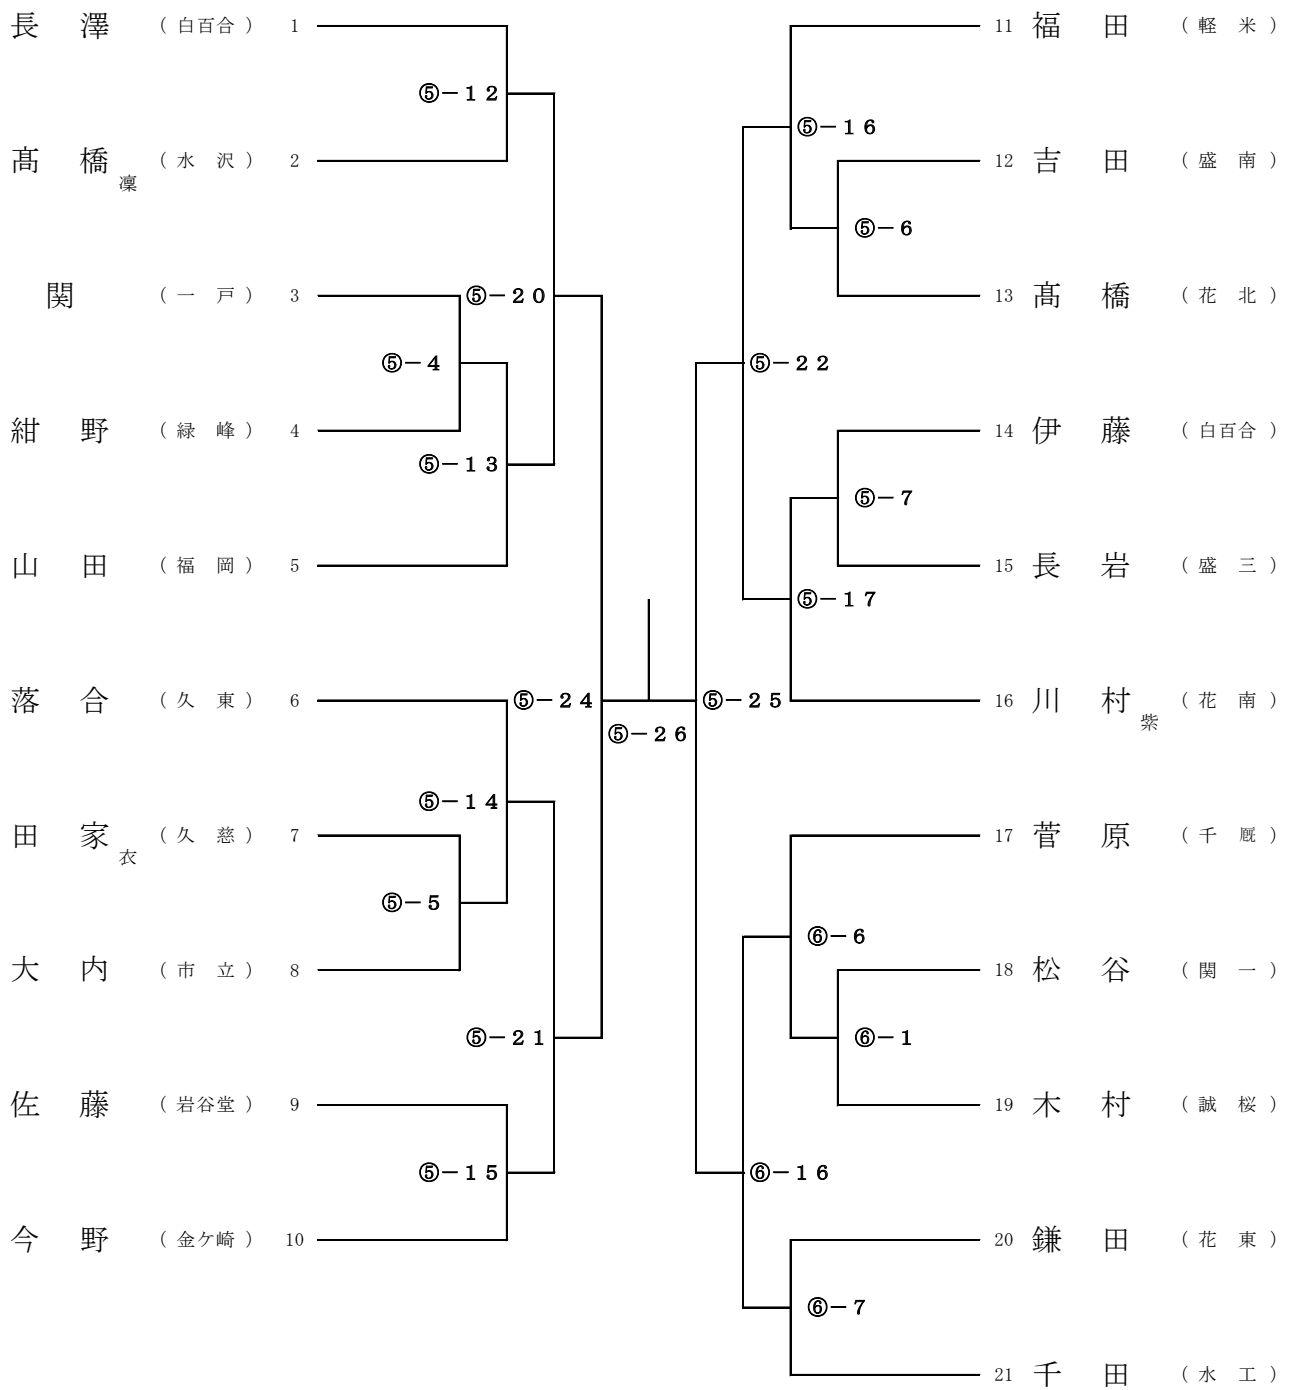 長　澤 （ 白百合 ） 1
⑤－１２
髙　橋 凜 （ 水　沢 ） 2
関 （ 一　戸 ） 3
⑤－２０
⑤－４
紺　野 （ 緑　峰 ） 4
⑤－１３
山　田 （ 福　岡 ） 5
落　合 （ 久　東 ） 6
⑤－２４
⑤－１４
田　家 衣 （ 久　慈 ） 7
⑤－５
大　内 （ 市　立 ） 8
⑤－２１
佐　藤 （ 岩谷堂 ） 9
⑤－１５
今　野 （ 金ケ崎 ） 10
⑤－２６
11 福　田 （ 軽　米 ）
⑤－１６
12 吉　田 （ 盛　南 ）
⑤－６
13 髙　橋 （ 花　北 ）
⑤－２２
14 伊　藤 （ 白百合 ）
⑤－７
15 長　岩 （ 盛　三 ）
⑤－１７
⑤－２５
16 川　村 紫 （ 花　南 ）
17 菅　原 （ 千　厩 ）
⑥－６
18 松　谷 （ 関　一 ）
⑥－１
19 木　村 （ 誠　桜 ）
⑥－１６
20 鎌　田 （ 花　東 ）
⑥－７
21 千　田 （ 水　工 ）